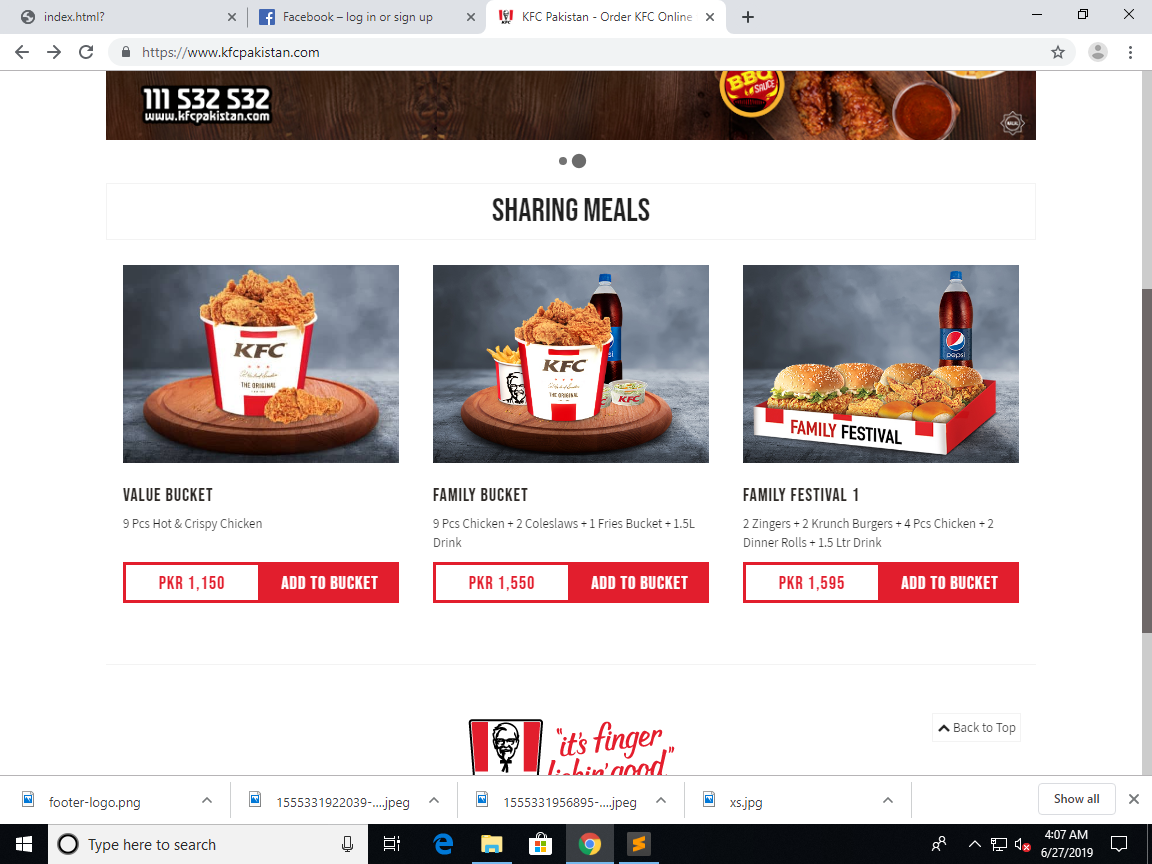 index.html?
Facebook – log in or sign up
KFC Pakistan - Order KFC Online
https://www.kfcpakistan.com
111 532 532
www.kfcpakistan.com
BBQ
SAUCE
HALAL
SHARING MEALS
KFC
THE ORIGINAL
KFC
THE ORIGINAL
KFC
pepsi
FAMILY FESTIVAL
VALUE BUCKET
9 Pcs Hot & Crispy Chicken
PKR 1,150
ADD TO BUCKET
FAMILY BUCKET
9 Pcs Chicken + 2 Coleslaws + 1 Fries Bucket + 1.5L
Drink
PKR 1,550
ADD TO BUCKET
FAMILY FESTIVAL 1
2 Zingers + 2 Krunch Burgers + 4 Pcs Chicken + 2
Dinner Rolls + 1.5 Ltr Drink
PKR 1,595
ADD TO BUCKET
"it's finger
lickin' good"
Back to Top
footer-logo.png
1555331922039-....jpeg
1555331956895-....jpeg
xs.jpg
Show all
Type here to search
4:07 AM
6/27/2019